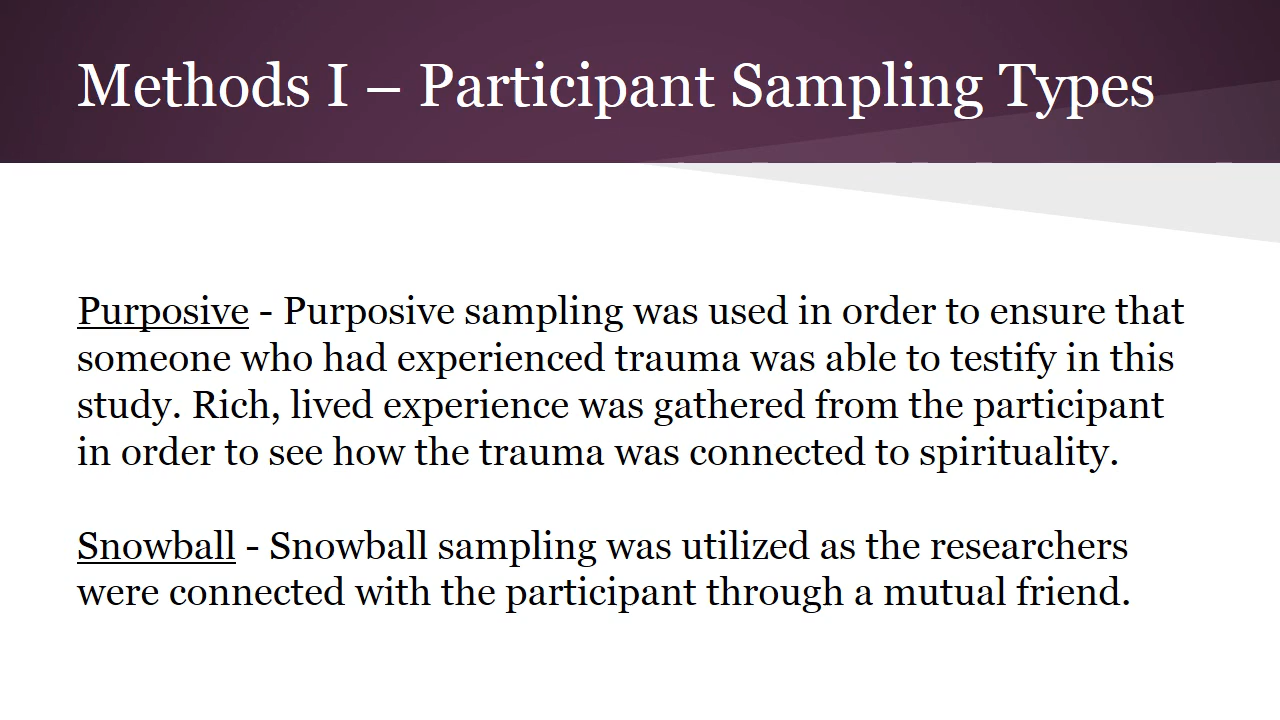 Methods I – Participant Sampling Types
Purposive - Purposive sampling was used in order to ensure that
someone who had experienced trauma was able to testify in this
study. Rich, lived experience was gathered from the participant
in order to see how the trauma was connected to spirituality.
Snowball - Snowball sampling was utilized as the researchers
were connected with the participant through a mutual friend.